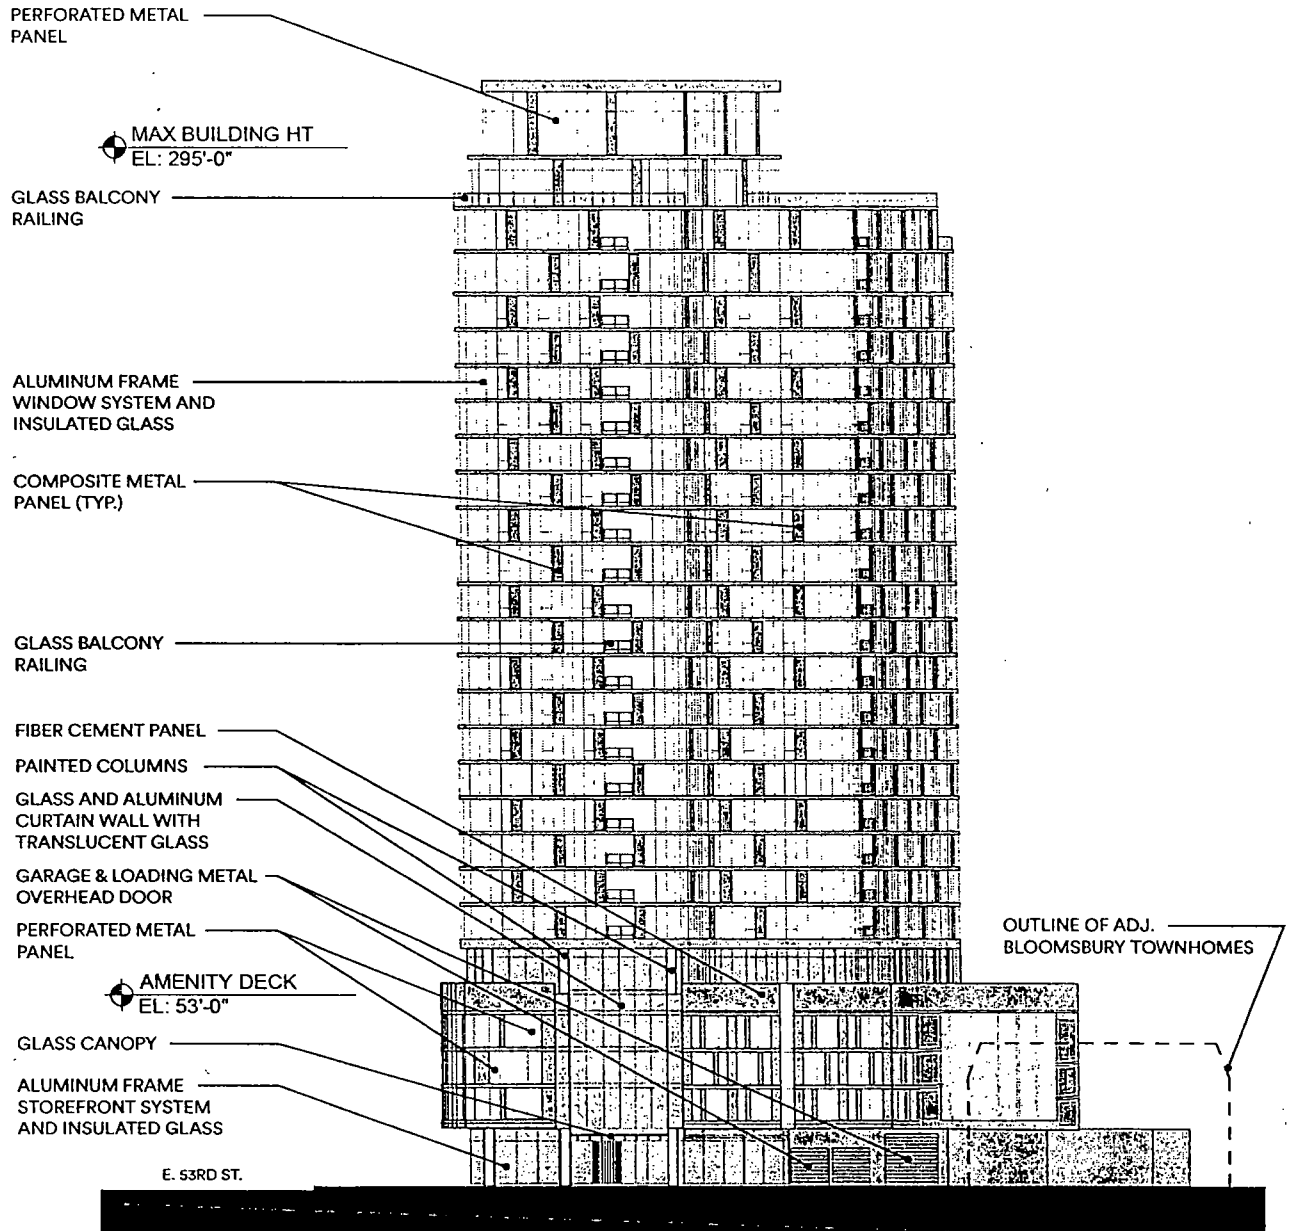 PERFORATED METAL
PANEL
MAX BUILDING HT
EL: 295'-0"
GLASS BALCONY
RAILING
ALUMINUM FRAME
WINDOW SYSTEM AND
INSULATED GLASS
COMPOSITE METAL
PANEL (TYP.)
GLASS BALCONY
RAILING
FIBER CEMENT PANEL
PAINTED COLUMNS
GLASS AND ALUMINUM
CURTAIN WALL WITH
TRANSLUCENT GLASS
GARAGE & LOADING METAL
OVERHEAD DOOR
PERFORATED METAL
PANEL
OUTLINE OF ADJ.
BLOOMSBURY TOWNHOMES
AMENITY DECK
EL: 53'-0"
GLASS CANOPY
ALUMINUM FRAME
STOREFRONT SYSTEM
AND INSULATED GLASS
E. 53RD ST.